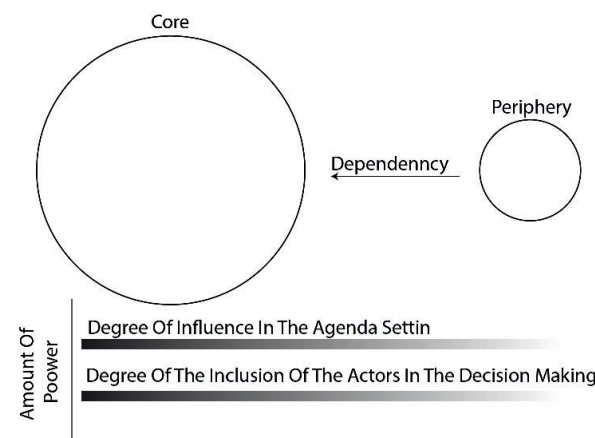 Core
Periphery
Dependenncy
Degree Of Influence In The Agenda Settin
Degree Of The Inclusion Of The Actors In The Decision Making
Amount Of
Poower